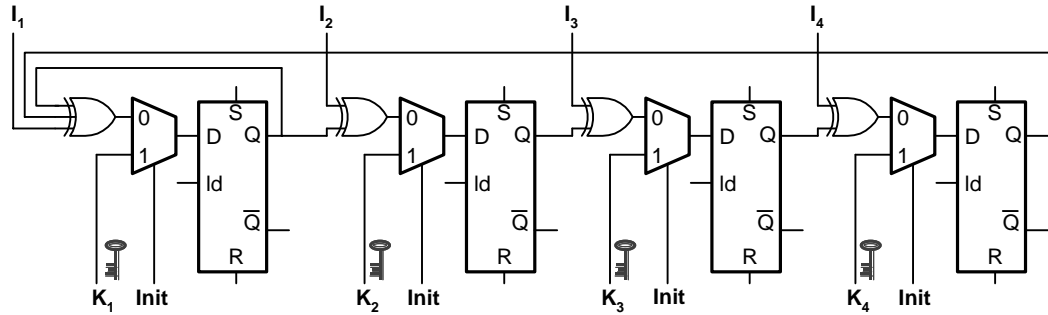 I1 I2 I3 I4
0 S 0 S 0 S 0 S
D Q D Q D Q D Q
1 1 1 1
Id Id Id Id
Q Q Q Q
R R R R
K1 Init K2 Init K3 Init K4 Init